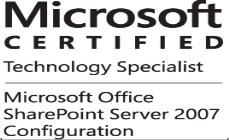 Microsoft
CERTIFIED
Technology Specialist
Microsoft Office
SharePoint Server 2007
Configuration